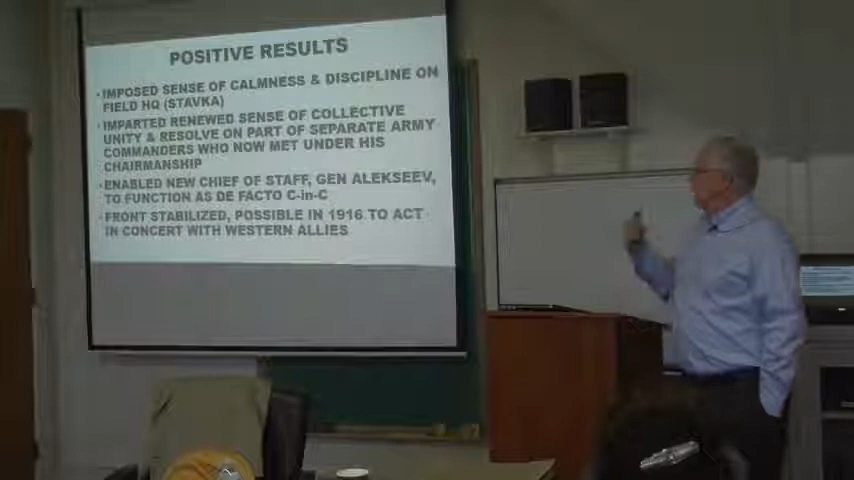 POSITIVE RESULTS
• IMPOSED SENSE OF CALMNESS & DISCIPLINE ON
FIELD HQ (STAVKA)
• IMPARTED RENEWED SENSE OF COLLECTIVE
UNITY & RESOLVE ON PART OF SEPARATE ARMY
COMMANDERS WHO NOW MET UNDER HIS
CHAIRMANSHIP
• ENABLED NEW CHIEF OF STAFF, GEN ALEKSEEV,
TO FUNCTION AS DE FACTO C-in-C
• FRONT STABILIZED, POSSIBLE IN 1916 TO ACT
IN CONCERT WITH WESTERN ALLIES